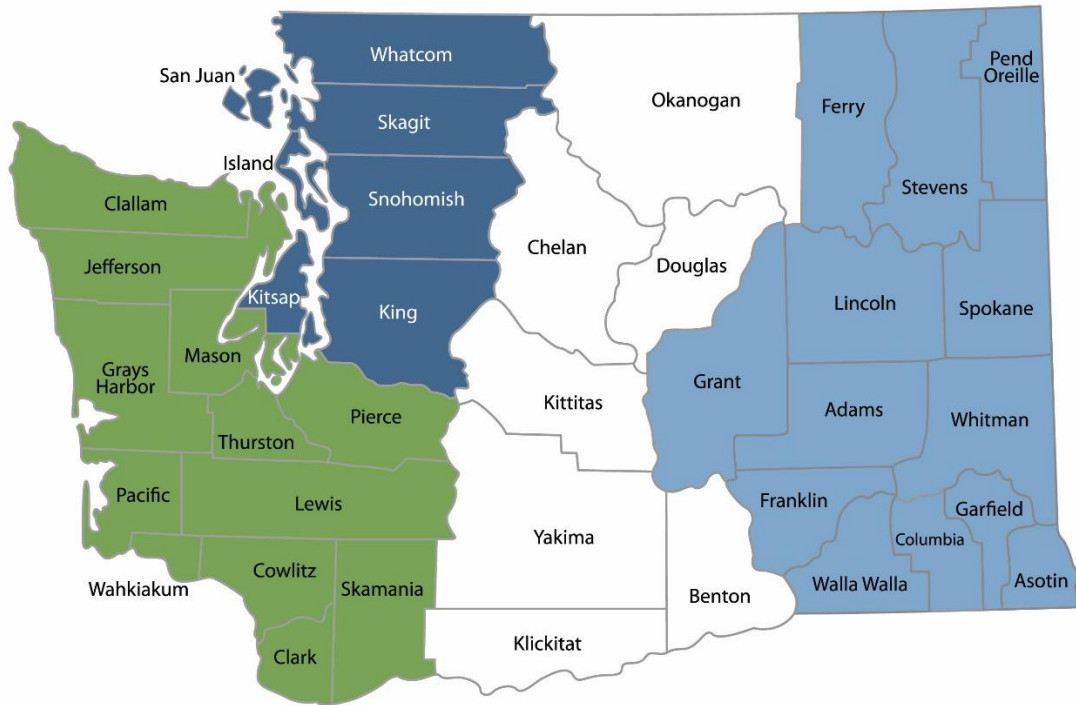 Whatcom
San Juan
Skagit
Island
Snohomish
Okanogan
Ferry
Pend
Oreille
Stevens
Clallam
Jefferson
Chelan
Douglas
Kitsap
King
Lincoln
Spokane
Mason
Grays
Harbor
Grant
Kittitas
Adams
Whitman
Pierce
Thurston
Pacific
Lewis
Franklin
Garfield
Yakima
Columbia
Wahkiakum
Cowlitz
Skamania
Benton
Walla Walla
Asotin
Klickitat
Clark